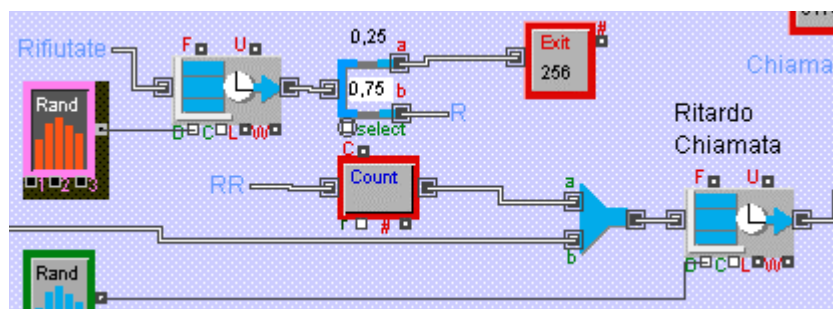 Rifiutate
F
U
0,25
a
Exit
#
256
Chiama
Rand
0,75
b
R
D
C
L
W
select
1
2
3
Ritardo
Chiamata
C
Count
RR
r
#
a
F
U
b
D
C
L
W
Rand